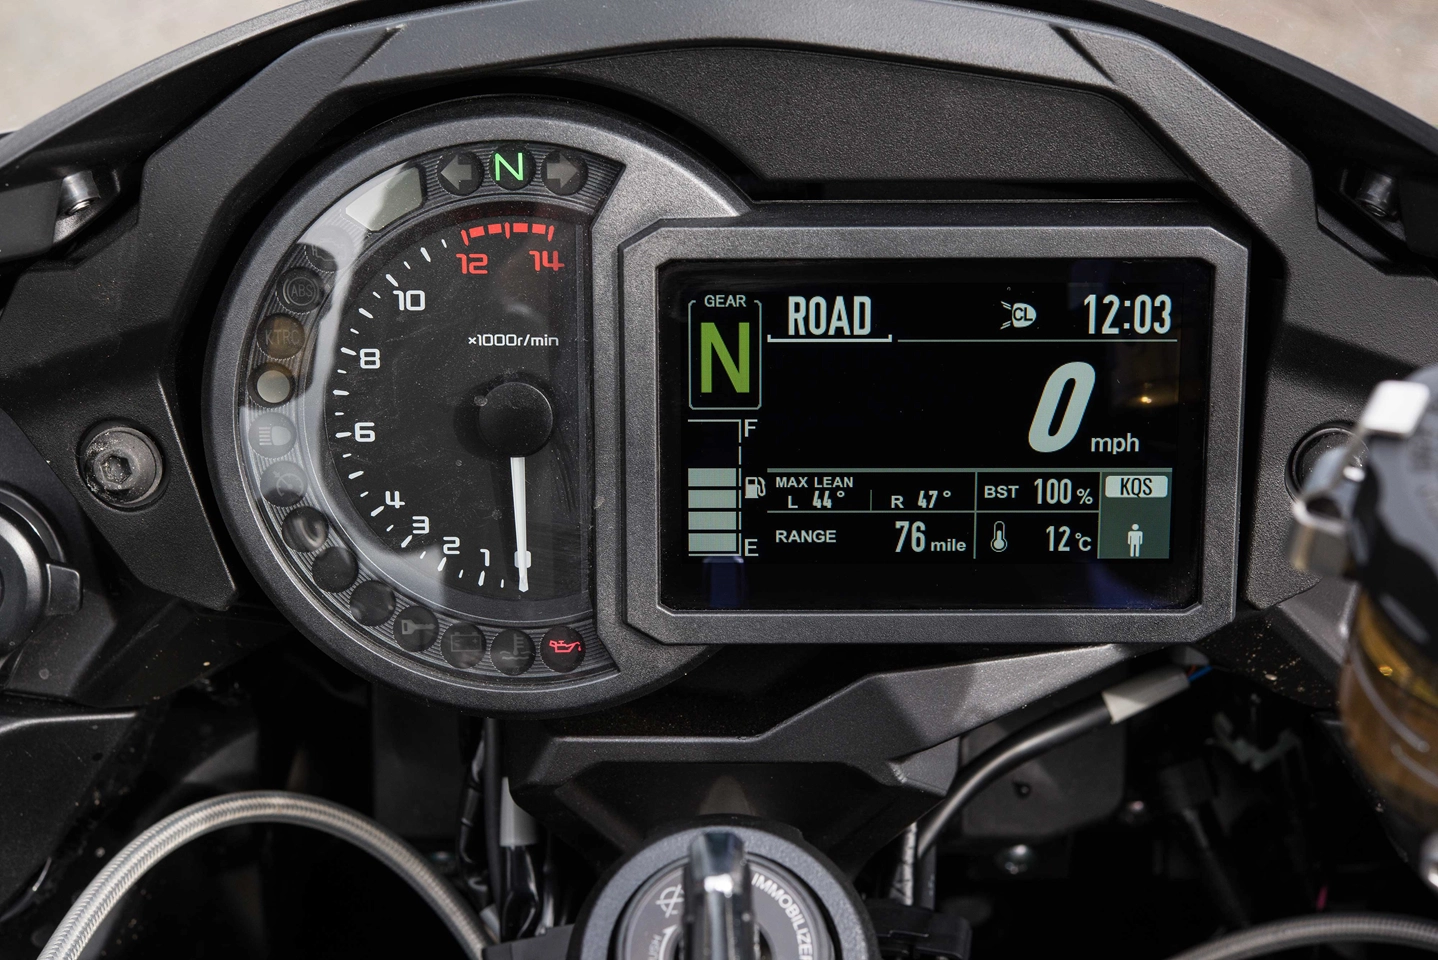 N
ABS
KTRC
12 14
10
×1000r/min
8
6
4
3
2
1
0
GEAR
N
ROAD
CL
12:03
0 mph
F
E
MAX LEAN
L 44° R 47°
BST 100 %
KQS
RANGE 76 mile
12 °C
IMMOBILIZER